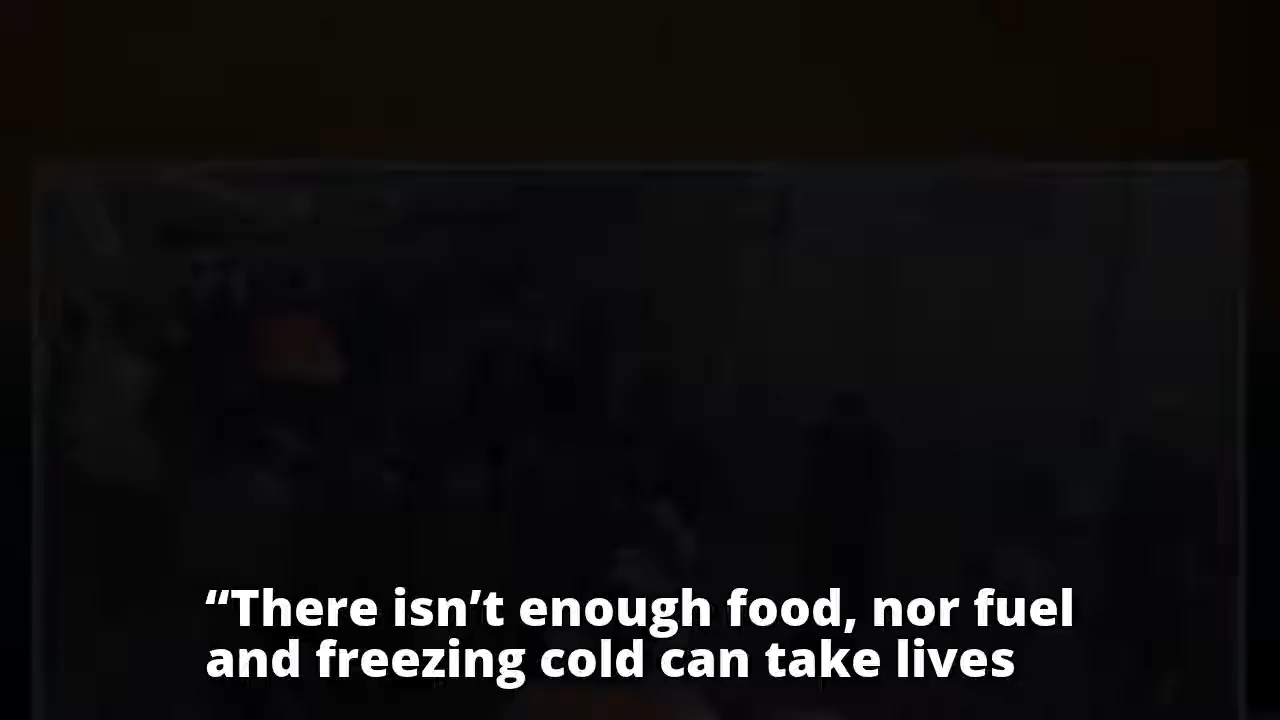 “There isn’t enough food, nor fuel
and freezing cold can take lives